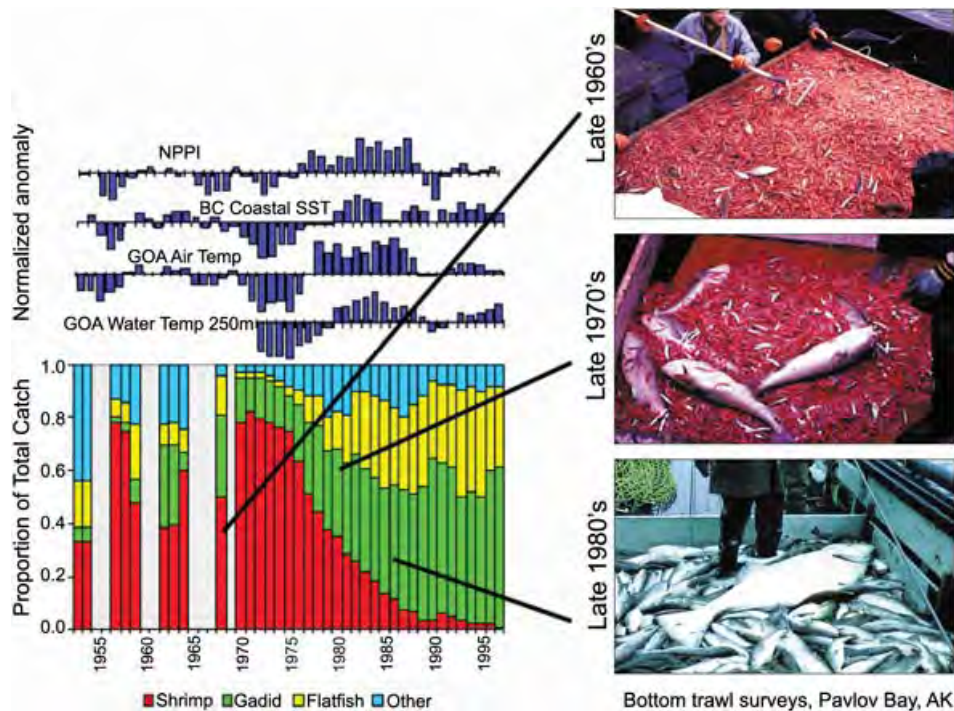 Normalized anomaly
NPPI
BC Coastal SST
GOA Air Temp
GOA Water Temp 250m
Proportion of Total Catch
1.0
0.8
0.6
0.4
0.2
0.0
1955
1960
1965
1970
1975
1980
1985
1990
1995
Shrimp Gadid Flatfish Other
Late 1960's
Late 1970's
Late 1980's
Bottom trawl surveys, Pavlov Bay, AK